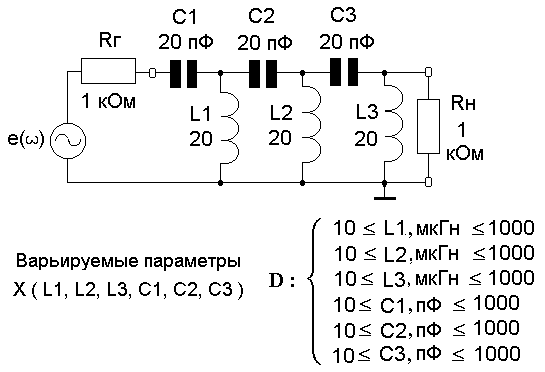 C1 C2 C3
Rг 20 пФ 20 пФ 20 пФ
1 кОм
L1 L2 L3
20 20 20
Rн
1
кОм
e(ω)
Варьируемые параметры
X ( L1, L2, L3, C1, C2, C3 )
D :
10 ≤ L1, мкГн ≤ 1000
10 ≤ L2, мкГн ≤ 1000
10 ≤ L3, мкГн ≤ 1000
10 ≤ C1, пФ ≤ 1000
10 ≤ C2, пФ ≤ 1000
10 ≤ C3, пФ ≤ 1000